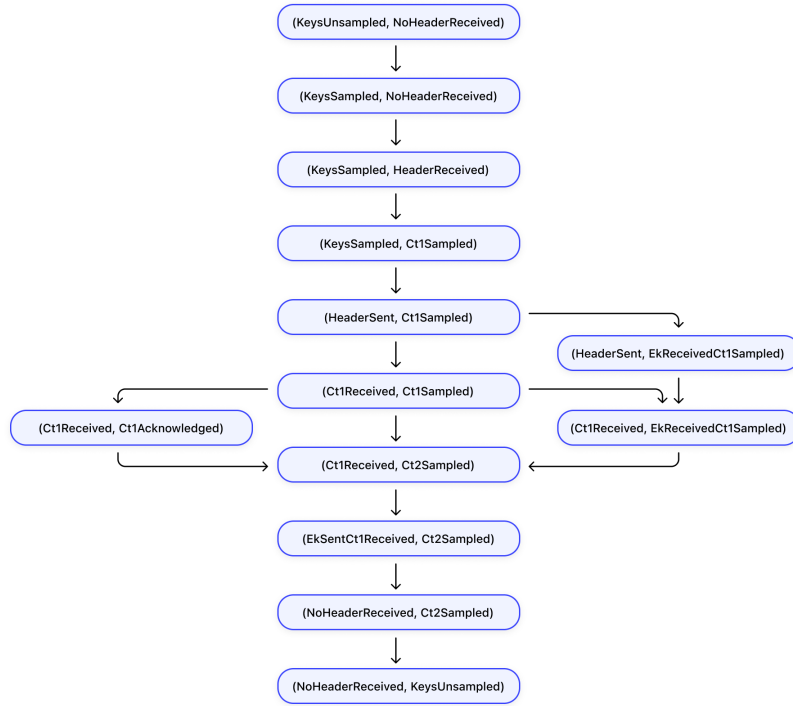 (KeysUnsampled, NoHeaderReceived)
(KeysSampled, NoHeaderReceived)
(KeysSampled, HeaderReceived)
(KeysSampled, Ct1Sampled)
(HeaderSent, Ct1Sampled)
(HeaderSent, EkReceivedCt1Sampled)
(Ct1Received, Ct1Sampled)
(Ct1Received, Ct1Acknowledged)
(Ct1Received, EkReceivedCt1Sampled)
(Ct1Received, Ct2Sampled)
(EkSentCt1Received, Ct2Sampled)
(NoHeaderReceived, Ct2Sampled)
(NoHeaderReceived, KeysUnsampled)